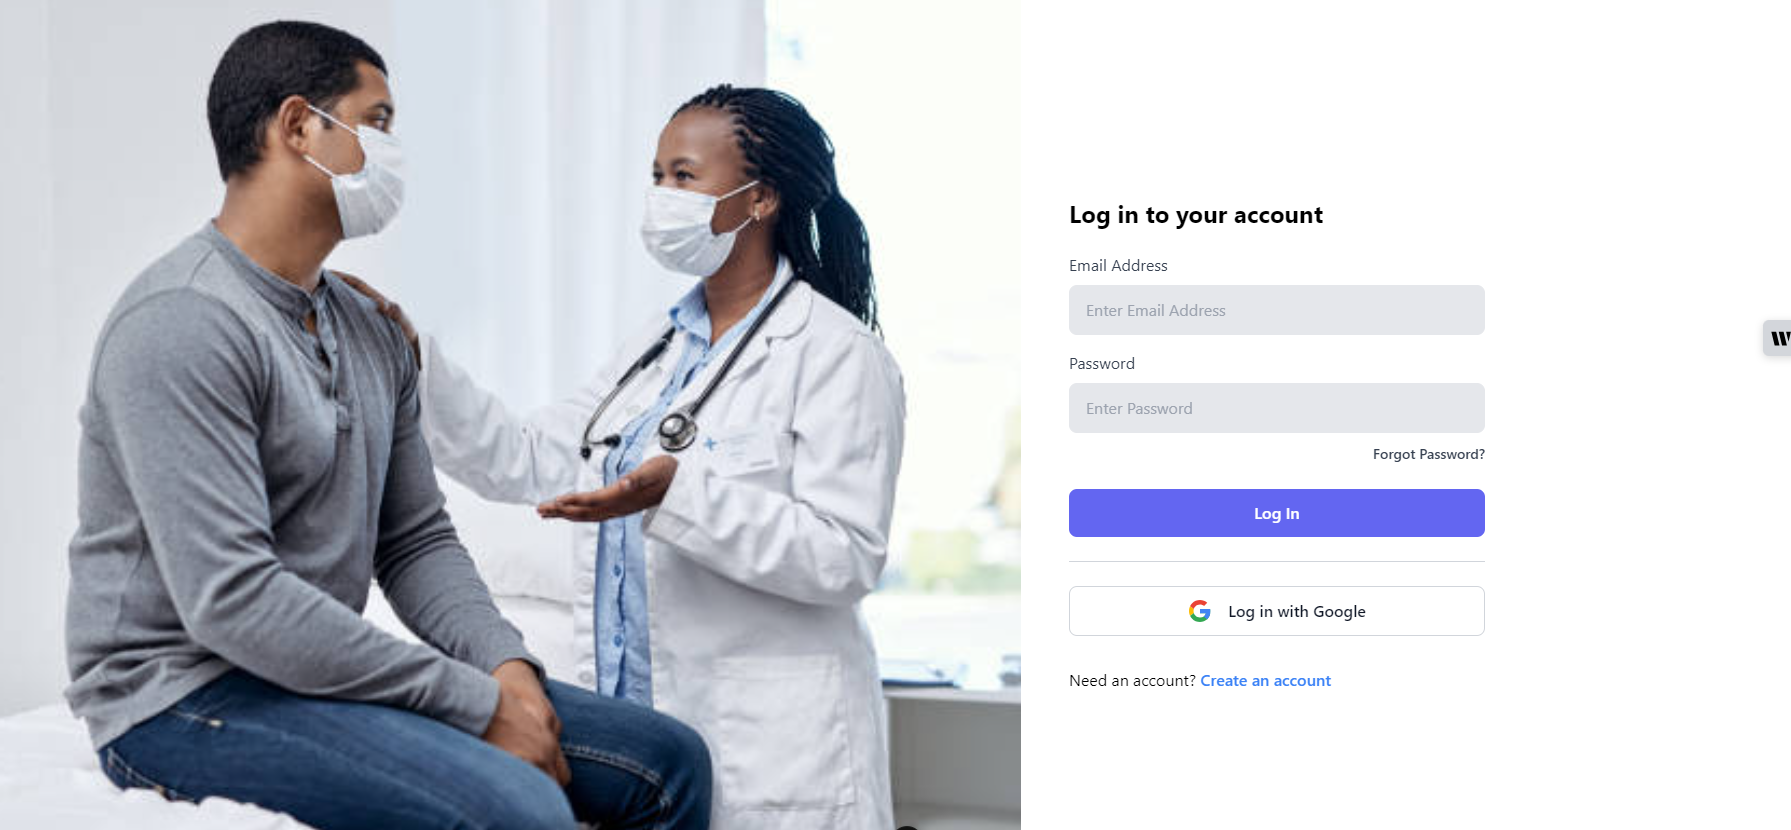 Log in to your account
Email Address
Enter Email Address
Password
Enter Password
Forgot Password?
Log In
Log in with Google
Need an account? Create an account